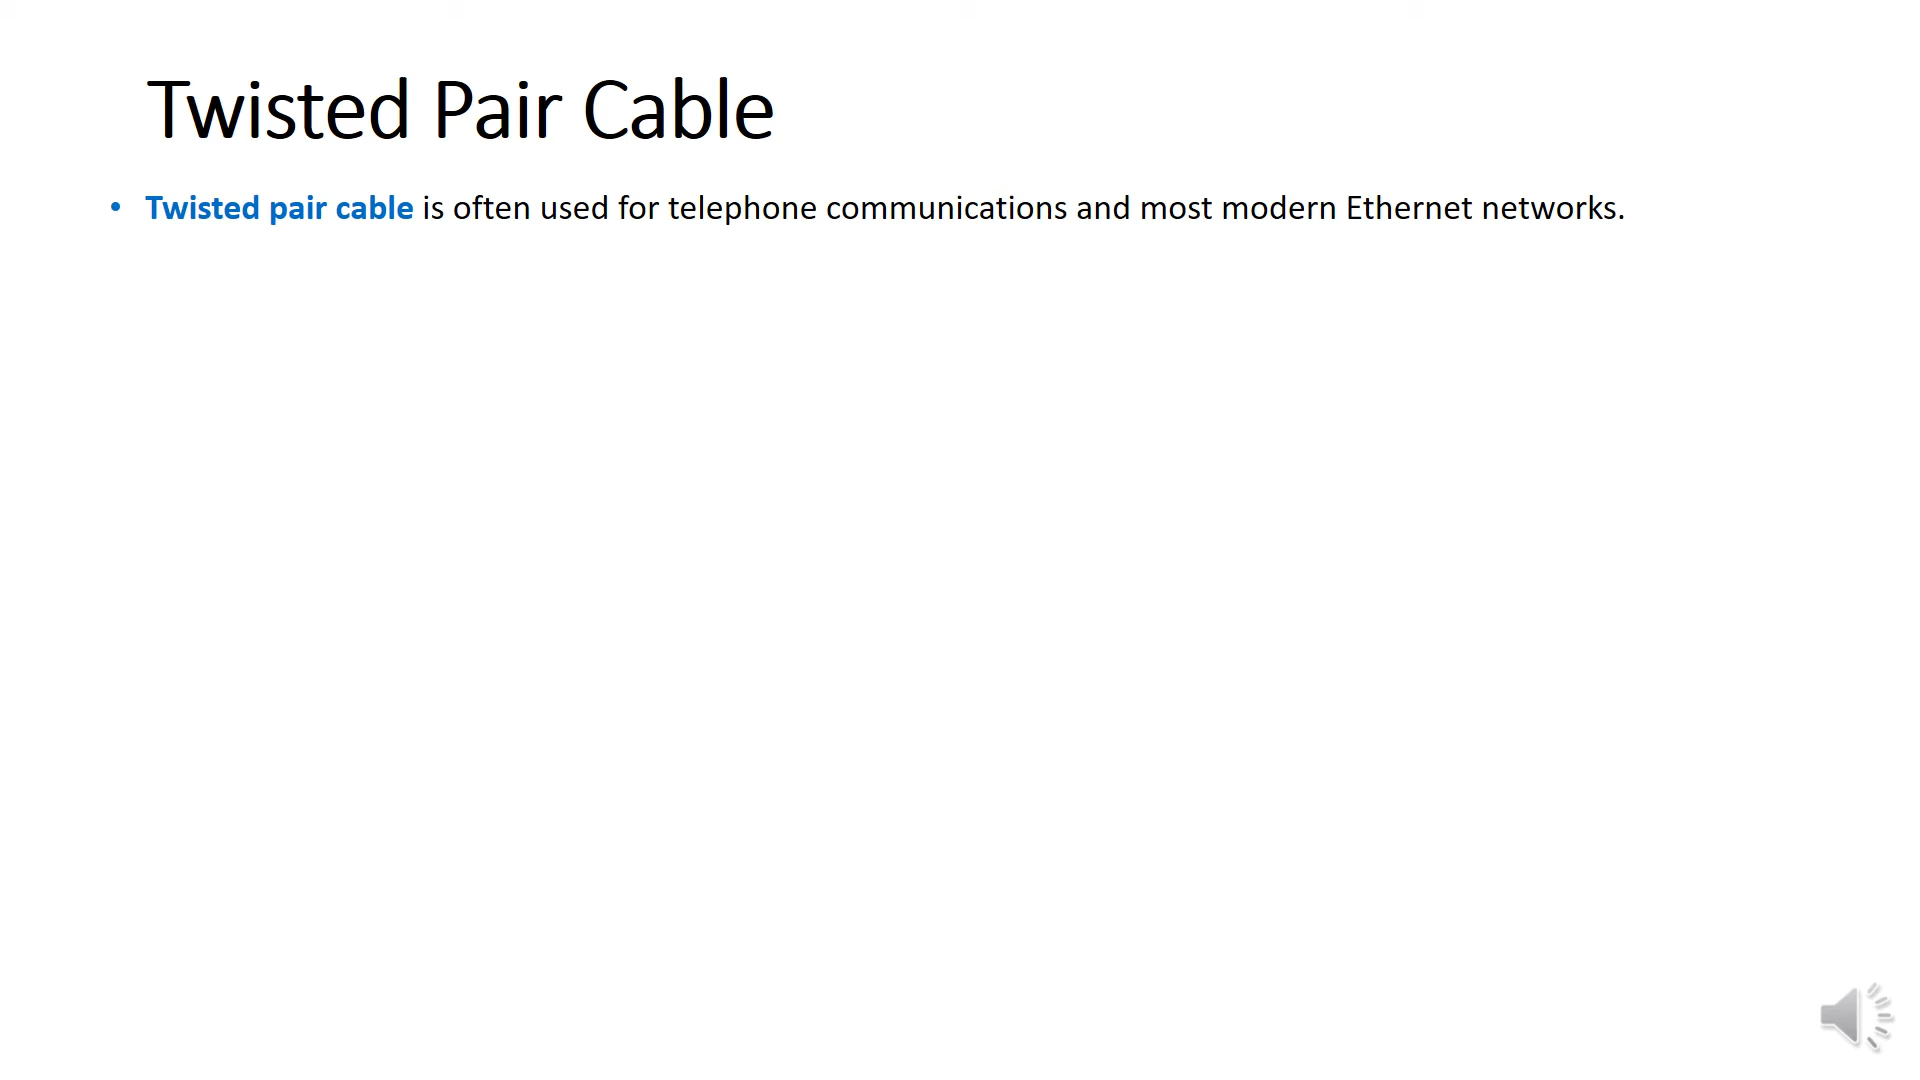 Twisted Pair Cable
• Twisted pair cable is often used for telephone communications and most modern Ethernet networks.